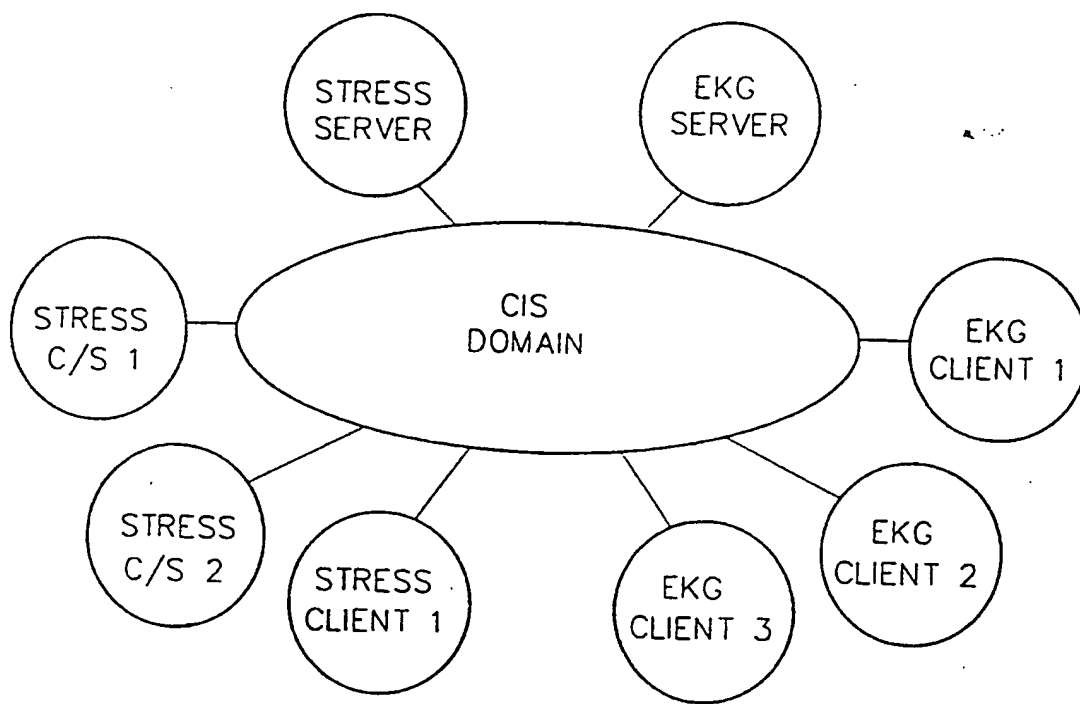 STRESS
SERVER
EKG
SERVER
STRESS
C/S 1
CIS
DOMAIN
EKG
CLIENT 1
STRESS
C/S 2
STRESS
CLIENT 1
EKG
CLIENT 3
EKG
CLIENT 2